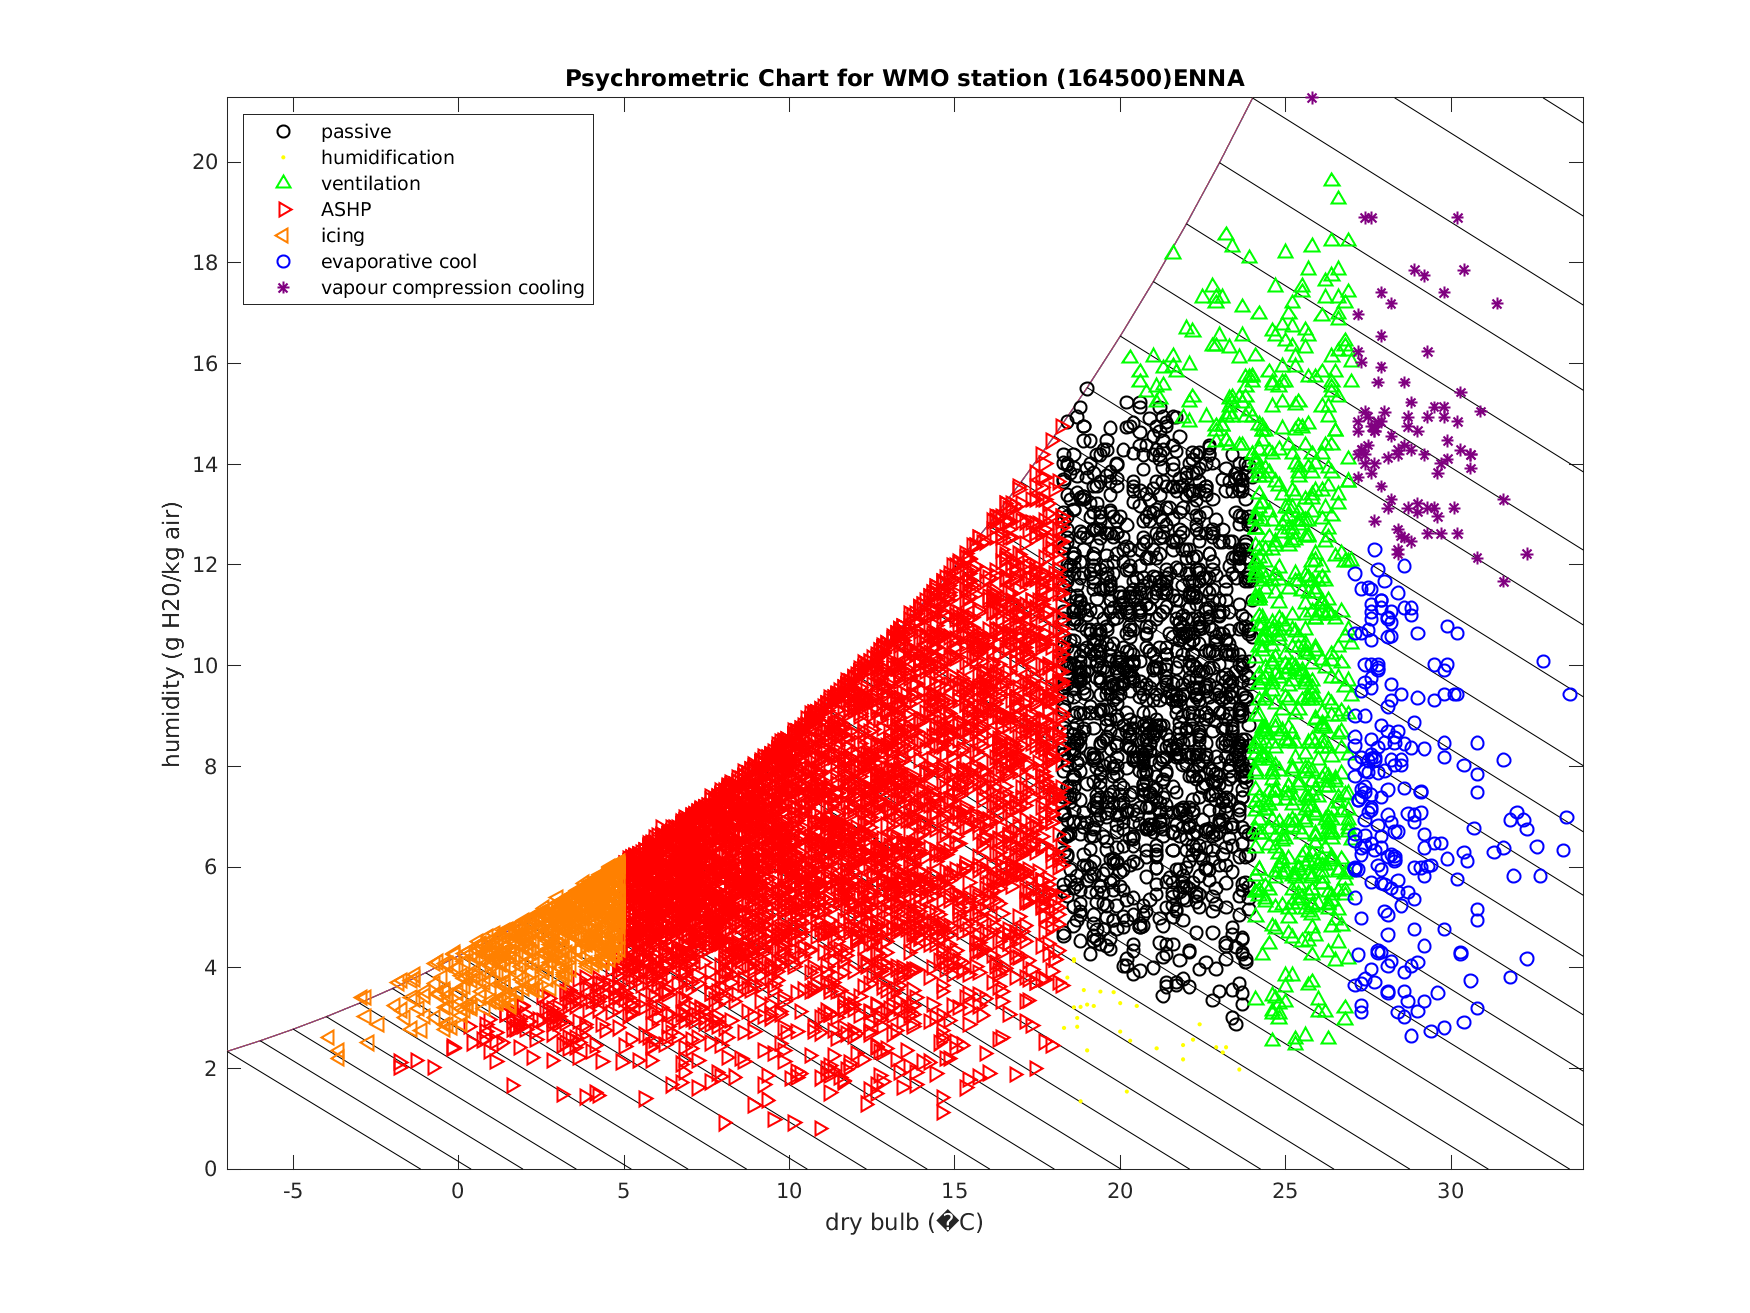 Psychrometric Chart for WMO station (164500)ENNA
passive
humidification
ventilation
ASHP
icing
evaporative cool
vapour compression cooling
humidity (g H20/kg air)
20
18
16
14
12
10
8
6
4
2
0
-5 0 5 10 15 20 25 30
dry bulb (�C)